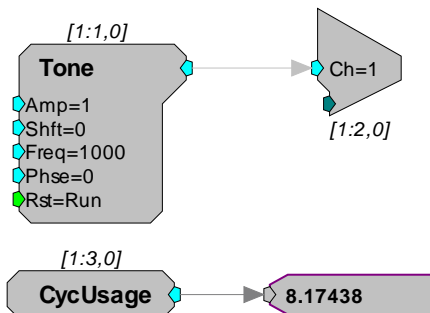 [1:1,0]
Tone
Amp=1
Shft=0
Freq=1000
Phse=0
Rst=Run
Ch=1
[1:2,0]
[1:3,0]
CycUsage
8.17438